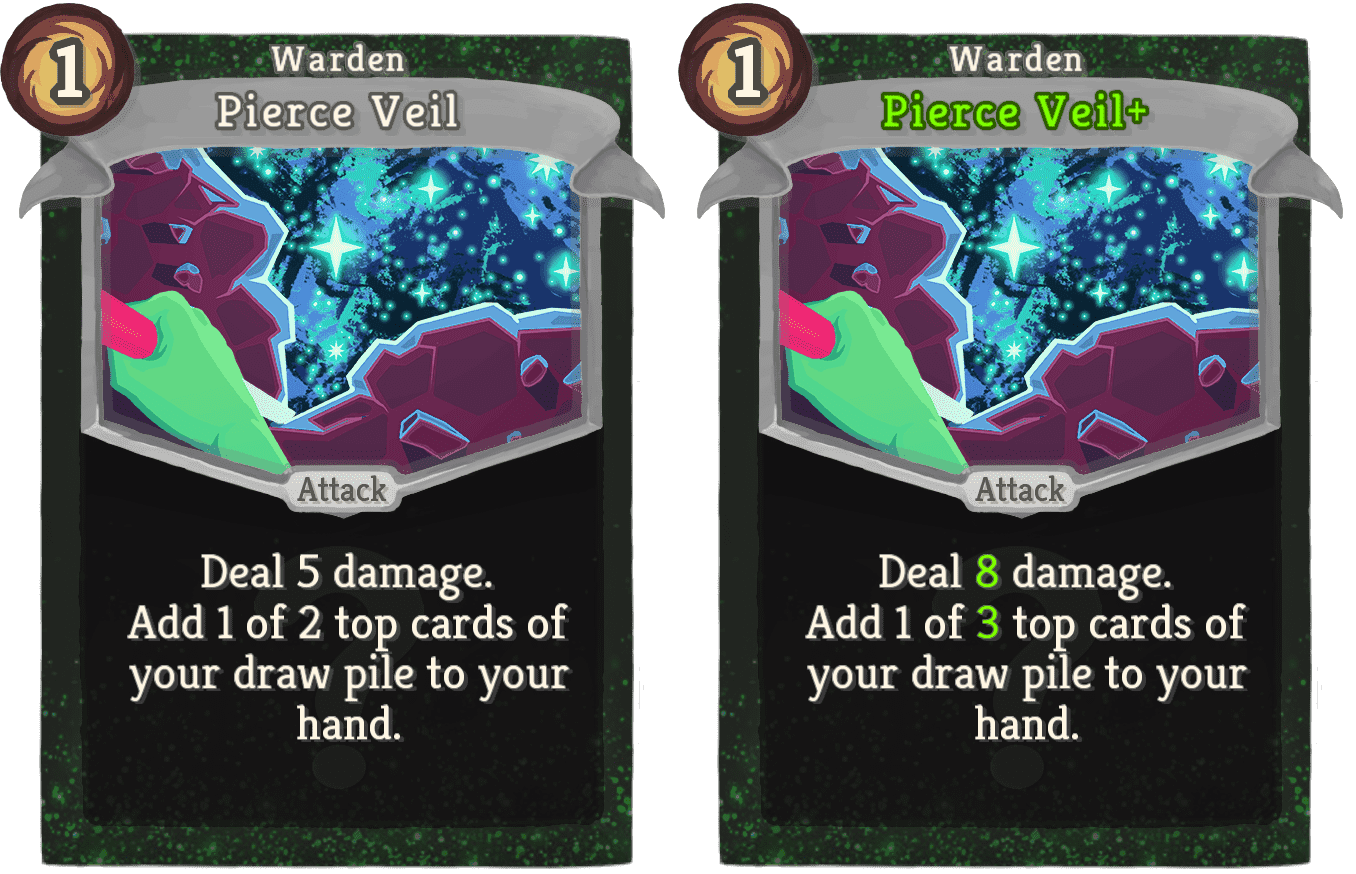 1
Warden
Pierce Veil
Attack
Deal 5 damage.
Add 1 of 2 top cards of
your draw pile to your
hand.
1
Warden
Pierce Veil+
Attack
Deal 8 damage.
Add 1 of 3 top cards of
your draw pile to your
hand.